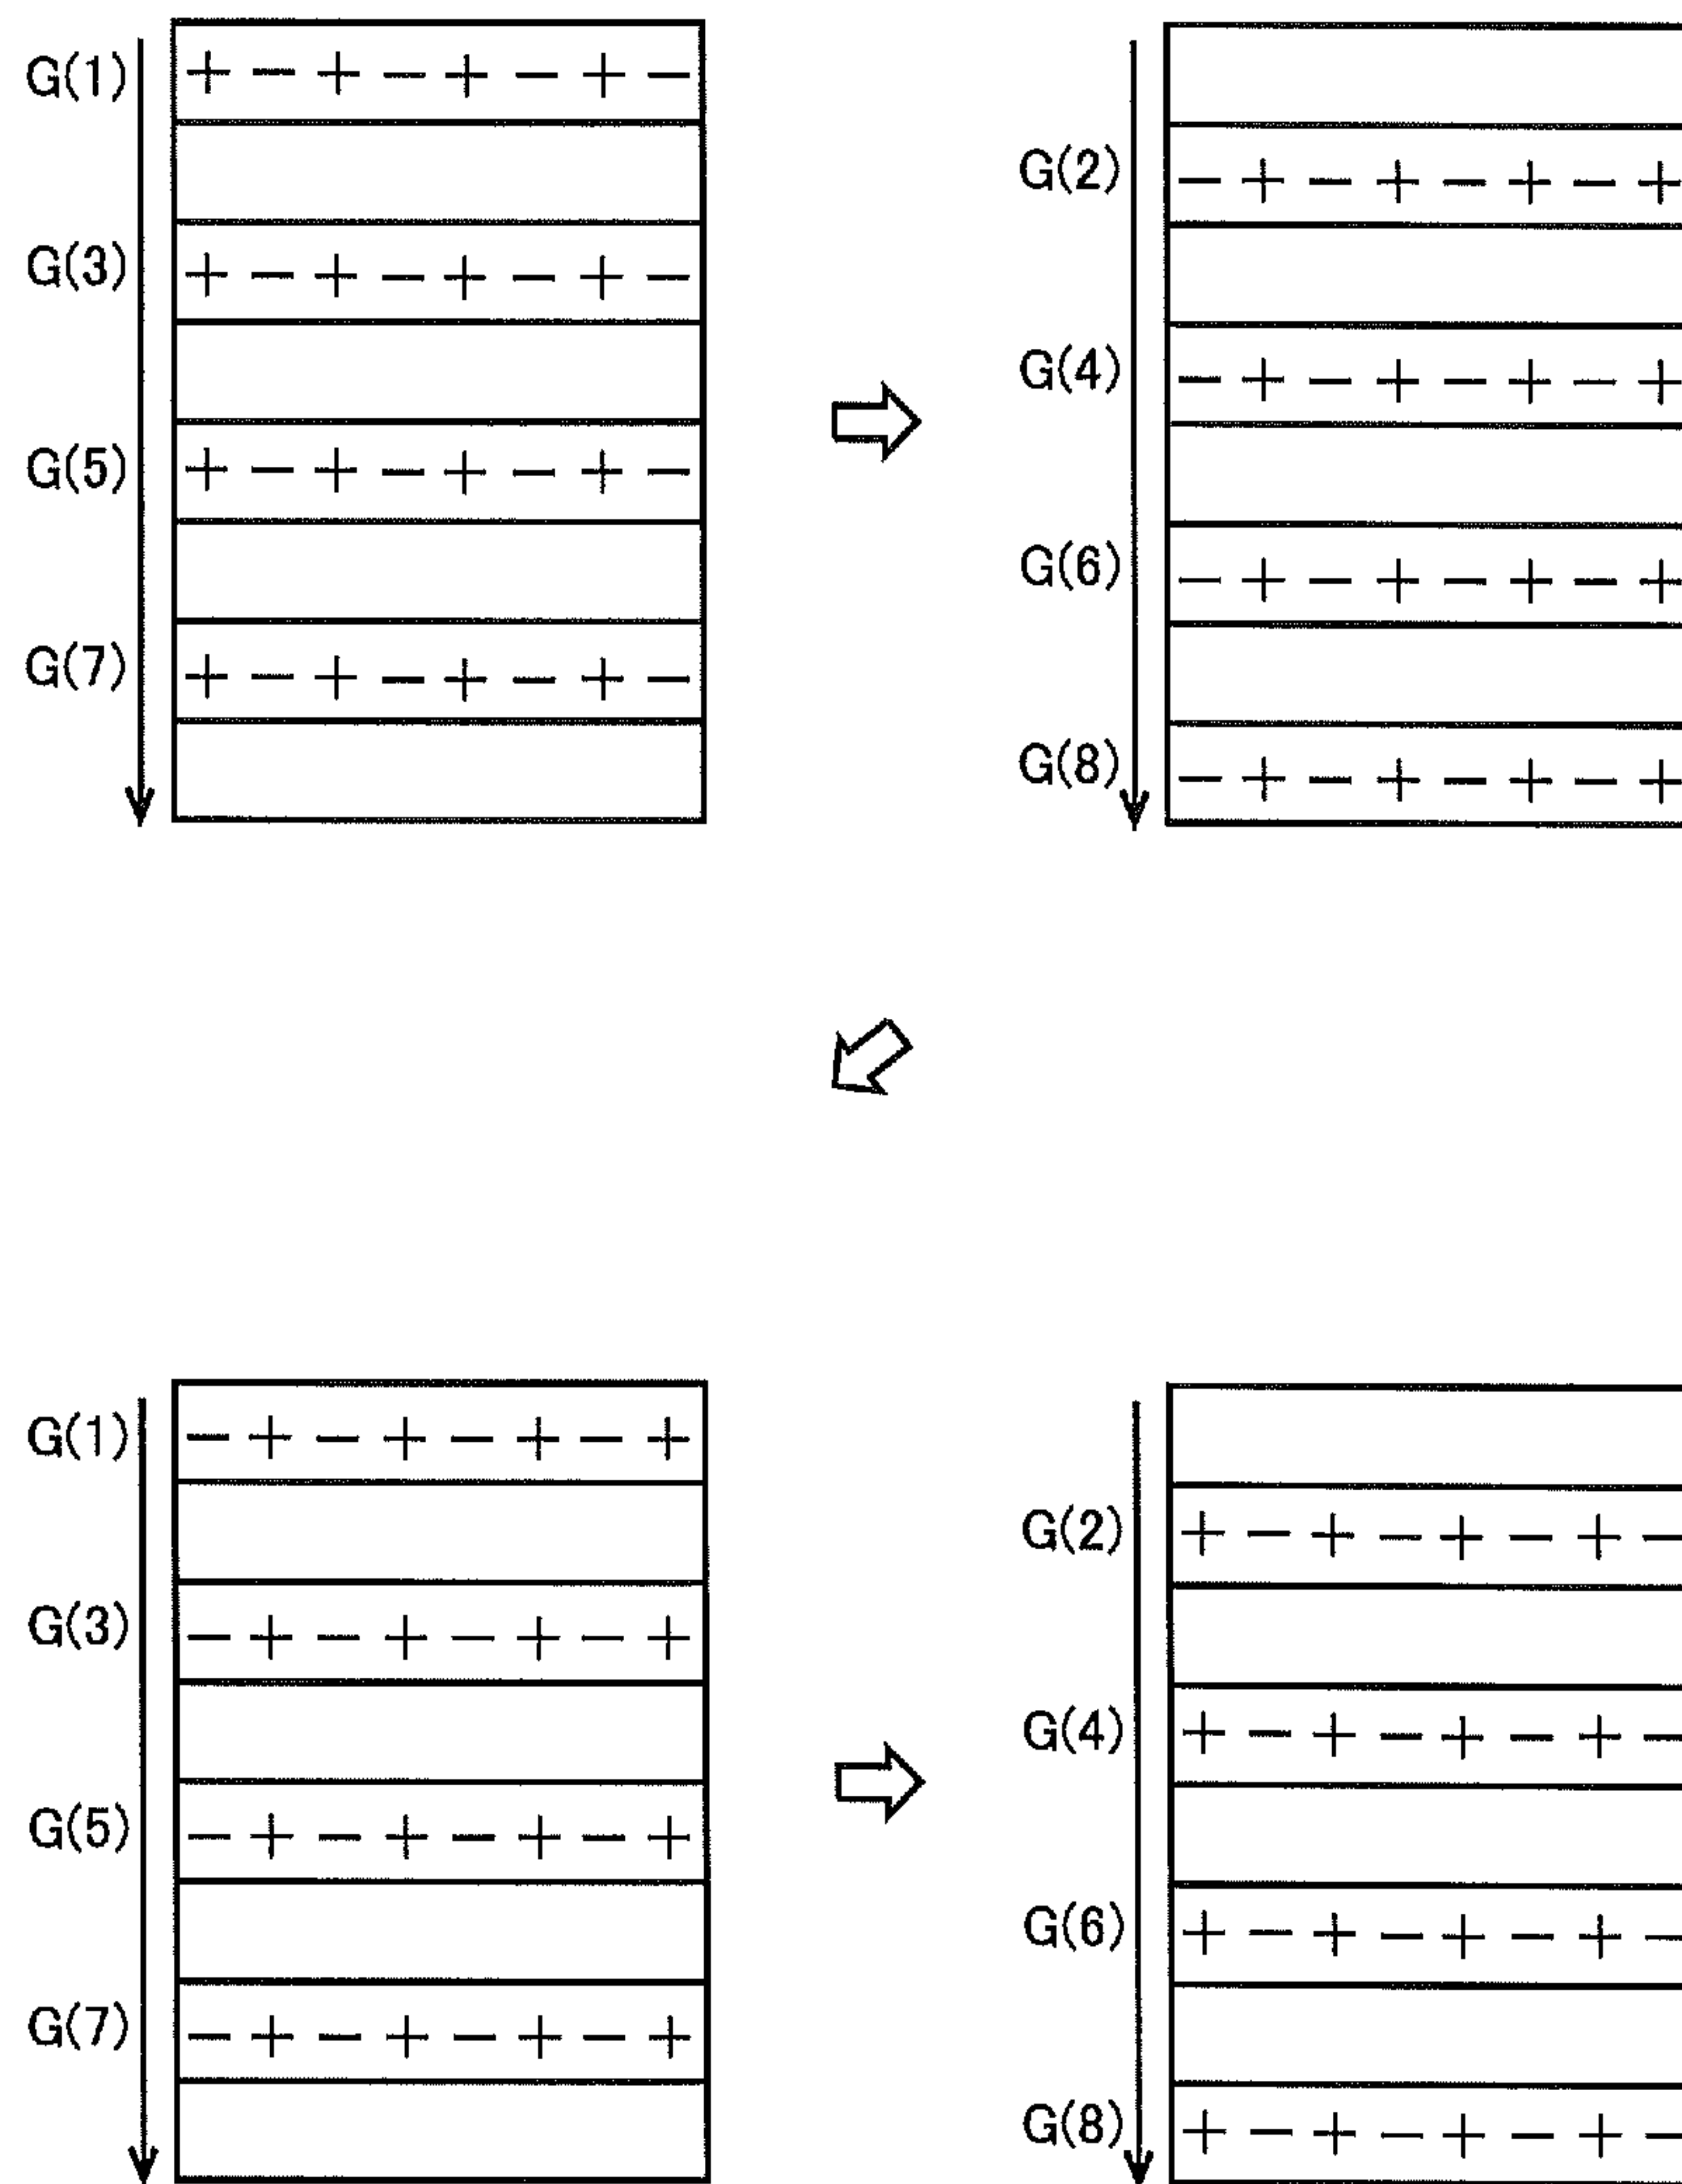 G(1) + − + − + − + −
G(3) + − + − + − + −
G(5) + − + − + − + −
G(7) + − + − + − + −
G(2) − + − + − + − +
G(4) − + − + − + − +
G(6) − + − + − + − +
G(8) − + − + − + − +
G(1) − + − + − + − +
G(3) − + − + − + − +
G(5) − + − + − + − +
G(7) − + − + − + − +
G(2) + − + − + − + −
G(4) + − + − + − + −
G(6) + − + − + − + −
G(8) + − + − + − + −